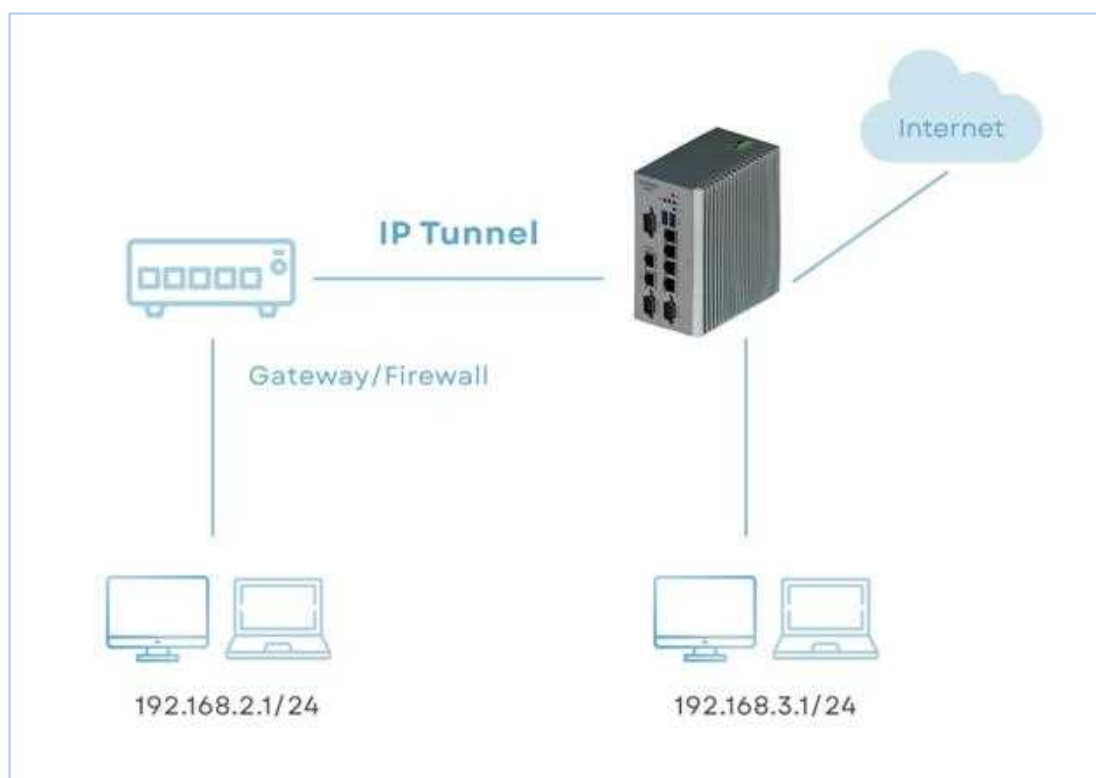 Internet
IP Tunnel
Gateway/Firewall
192.168.2.1/24
192.168.3.1/24